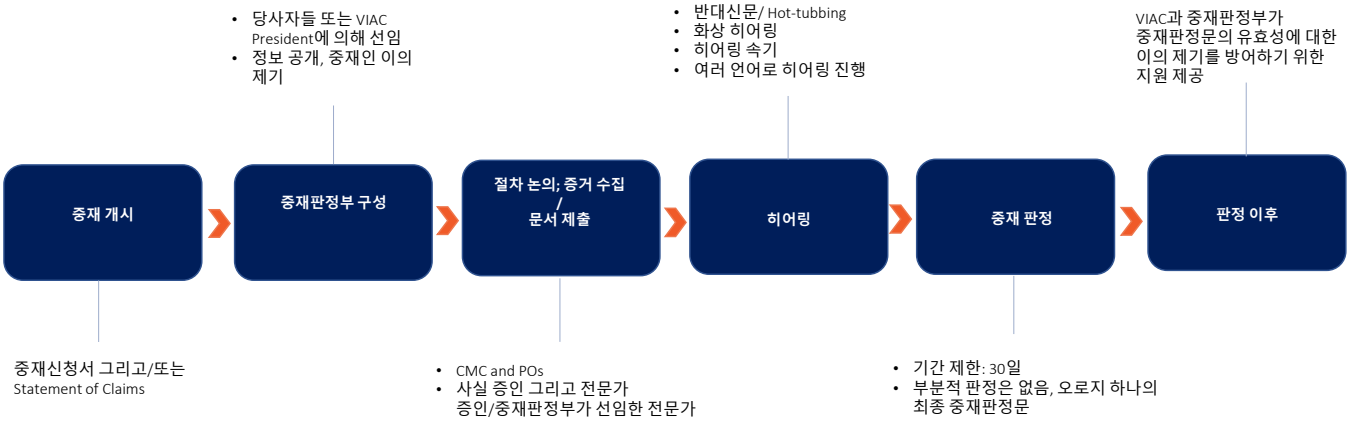 • 당사자들 또는 VIAC
President에 의해 선임
• 정보 공개, 중재인 이의
제기
• 반대신문/ Hot-tubbing
• 화상 히어링
• 히어링 속기
• 여러 언어로 히어링 진행
VIAC과 중재판정부가
중재판정문의 유효성에 대한
이의 제기를 방어하기 위한
지원 제공
중재 개시
중재판정부 구성
절차 논의; 증거 수집
/
문서 제출
히어링
중재 판정
판정 이후
중재신청서 그리고/또는
Statement of Claims
• CMC and POs
• 사실 증인 그리고 전문가
증인/중재판정부가 선임한 전문가
• 기간 제한: 30일
• 부분적 판정은 없음, 오로지 하나의
최종 중재판정문